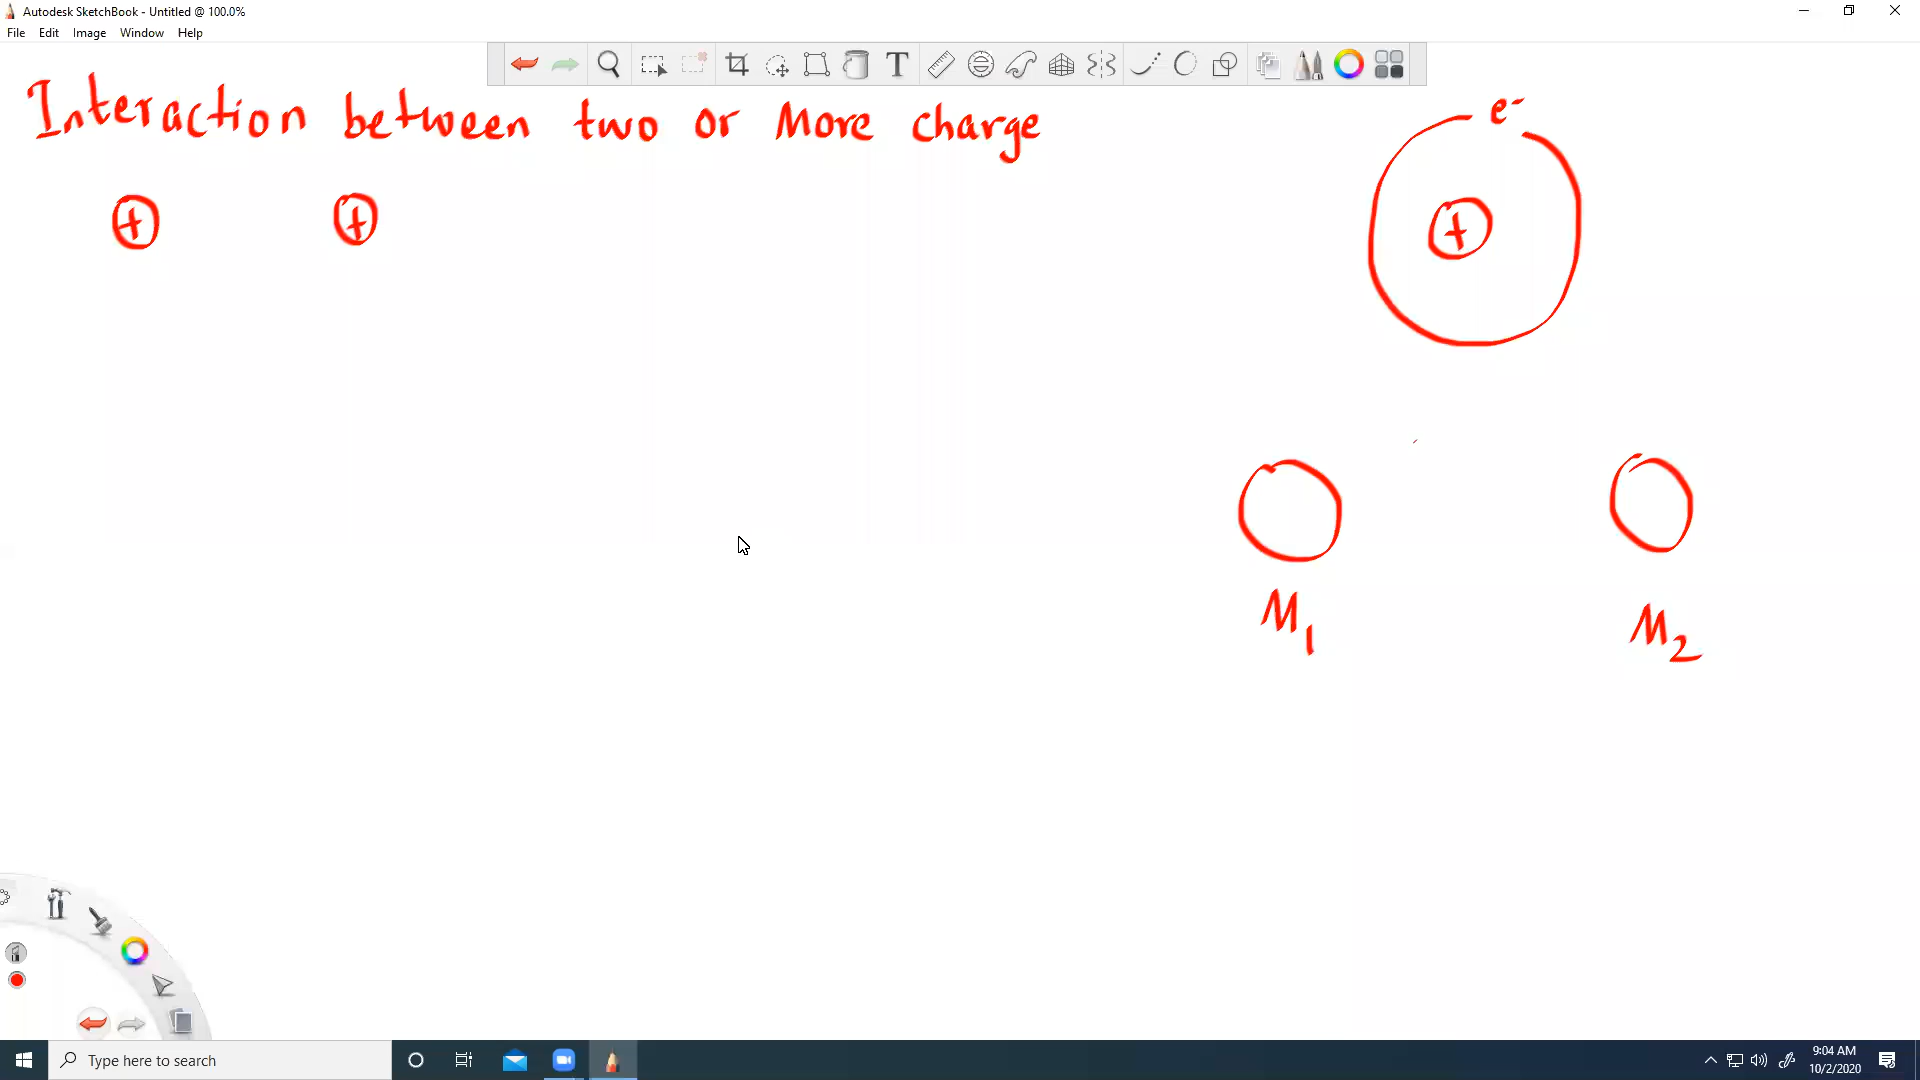 Autodesk SketchBook - Untitled @ 100.0%
File Edit Image Window Help
T
Interaction between two or More charge
e-
+ + +
M1 M2
Type here to search
9:04 AM
10/2/2020